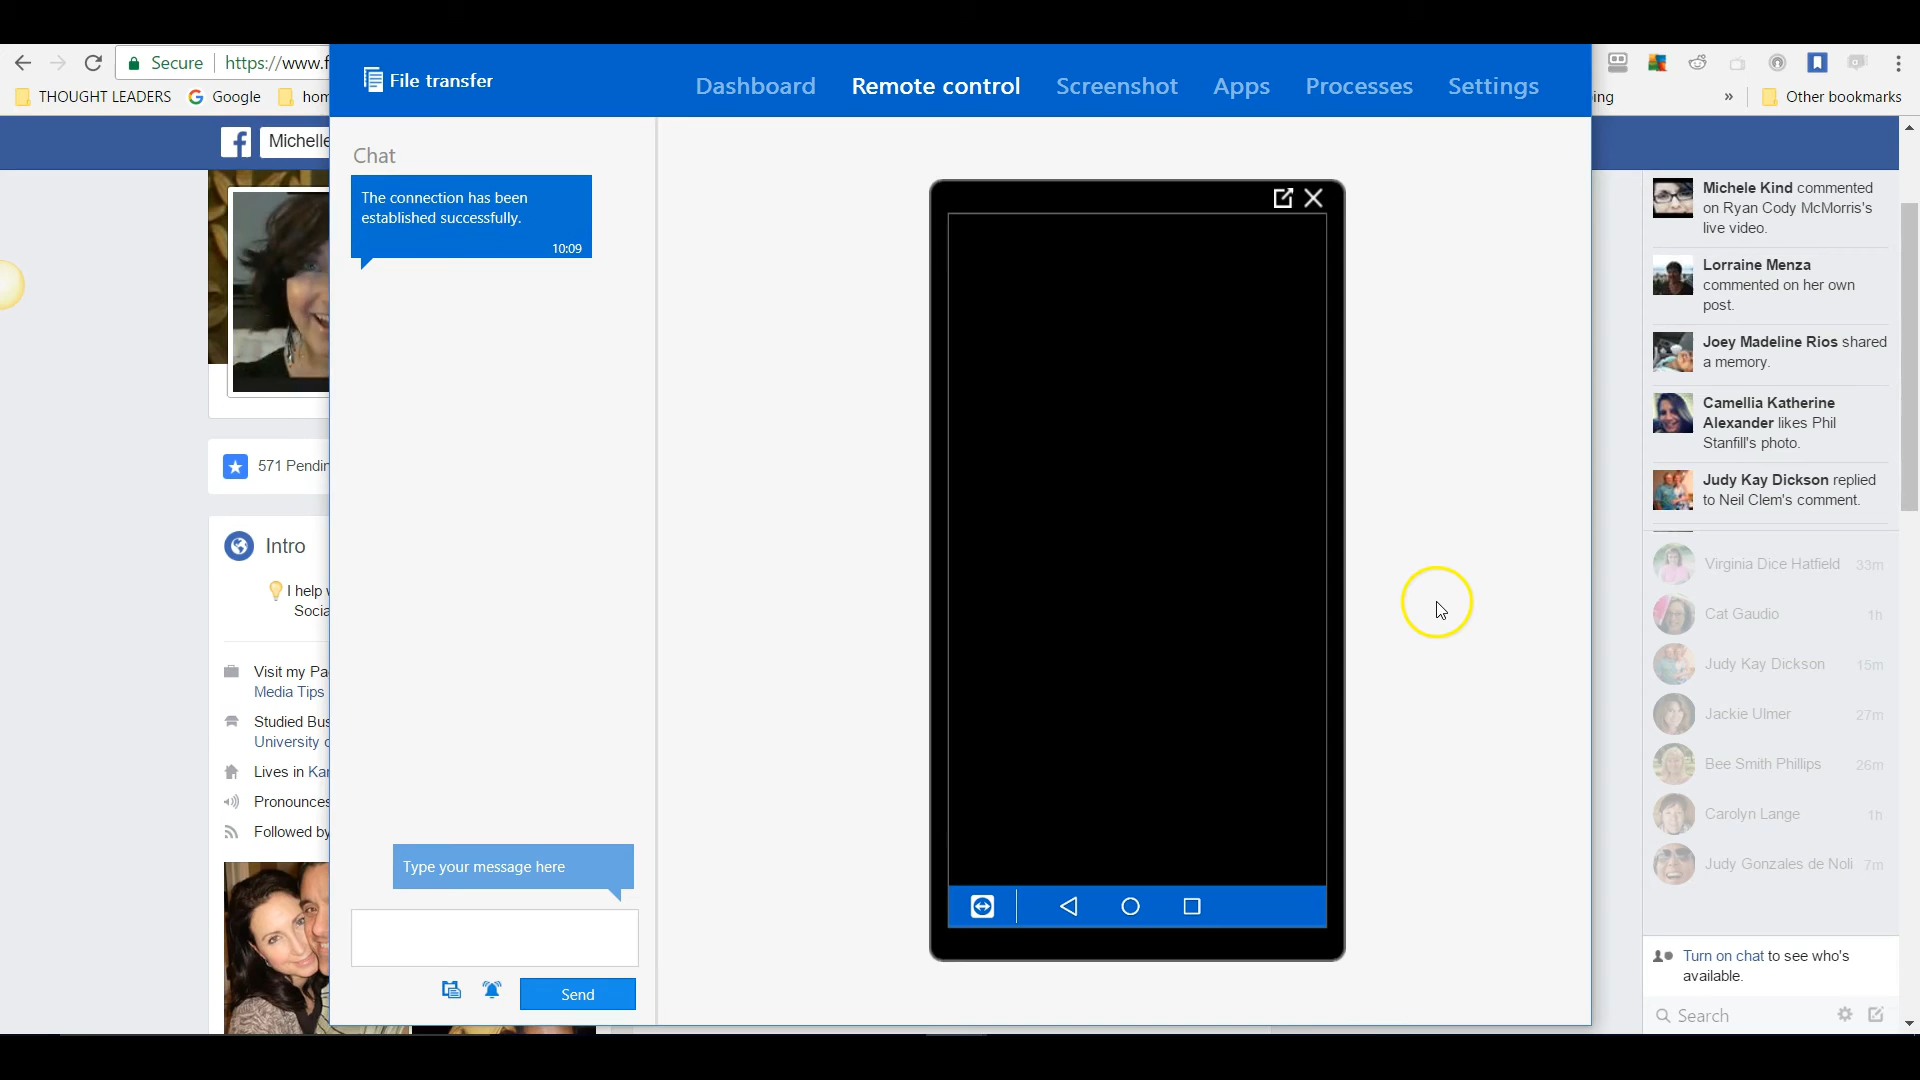 Secure
https://www.f
THOUGHT LEADERS
Google
hom
ing
»
Other bookmarks
File transfer
Dashboard
Remote control
Screenshot
Apps
Processes
Settings
Michelle
571 Pendin
Intro
I help w
Socia
Visit my Pa
Media Tips
Studied Bus
University o
Lives in Kan
Pronounces
Followed by
Chat
The connection has been
established successfully.
10:09
Type your message here
Send
Michele Kind commented
on Ryan Cody McMorris's
live video.
Lorraine Menza
commented on her own
post.
Joey Madeline Rios shared
a memory.
Camellia Katherine
Alexander likes Phil
Stanfill's photo.
Judy Kay Dickson replied
to Neil Clem's comment.
Virginia Dice Hatfield 33m
Cat Gaudio 1h
Judy Kay Dickson 15m
Jackie Ulmer 27m
Bee Smith Phillips 26m
Carolyn Lange 1h
Judy Gonzales de Noli 7m
Turn on chat to see who's
available.
Search